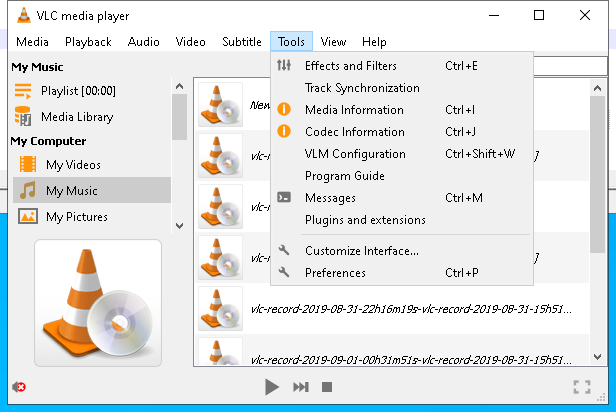 VLC media player
Media Playback Audio Video Subtitle Tools View Help
My Music
Playlist [00:00]
Media Library
My Computer
My Videos
My Music
My Pictures
Effects and Filters Ctrl+E
Track Synchronization
Media Information Ctrl+I
Codec Information Ctrl+J
VLM Configuration Ctrl+Shift+W
Program Guide
Messages Ctrl+M
Plugins and extensions
Customize Interface...
Preferences Ctrl+P
New
vlc-record-2019-08-31-22h16m19s-vlc-record-2019-08-31-15h51...
vlc-record-2019-09-01-00h31m51s-vlc-record-2019-08-31-15h51...